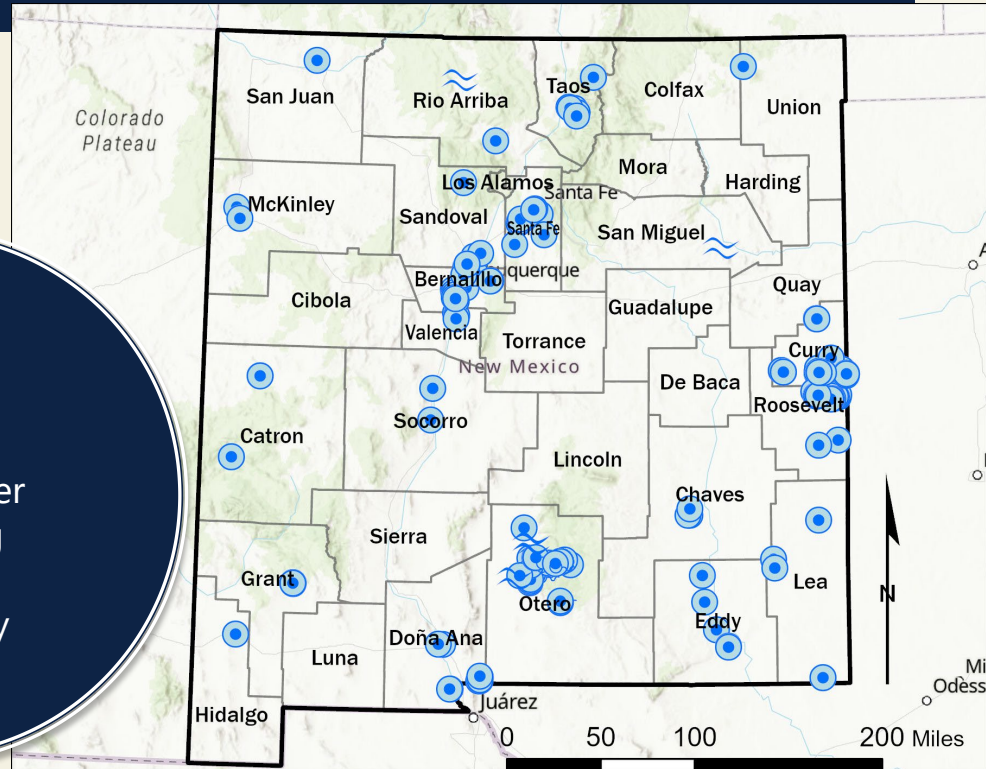 San Juan
Rio Arriba
Taos
Colfax
Union
Colorado
Plateau
Mora
Harding
McKinley
Los Alamos
Santa Fe
Sandoval
Santa Fe
San Miguel
Bernalillo
uquerque
Quay
Cibola
Guadalupe
Valencia
Torrance
New Mexico
Curry
De Baca
Roosevelt
Socorro
Catron
Lincoln
Chaves
Sierra
er
Grant
Otero
Lea
N
Eddy
y
Doña Ana
Luna
Hidalgo
Juárez
Mi
Odess
0 50 100 200 Miles